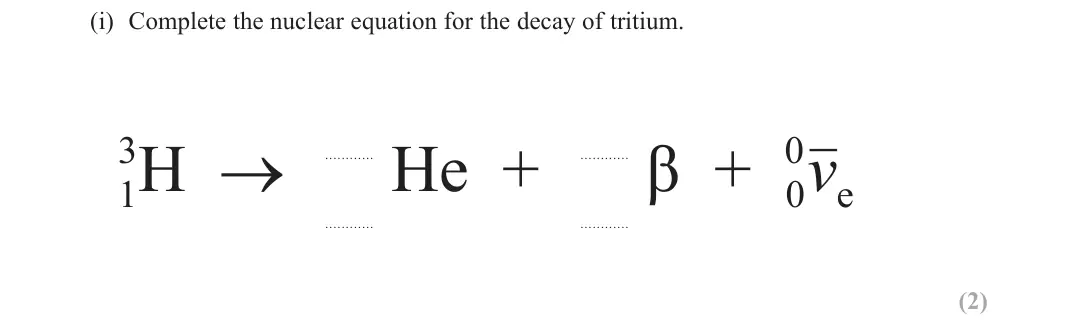 (i) Complete the nuclear equation for the decay of tritium.
³₁H → ............ He + ............ β + ⁰₀ν̅ₑ
............ ............
(2)